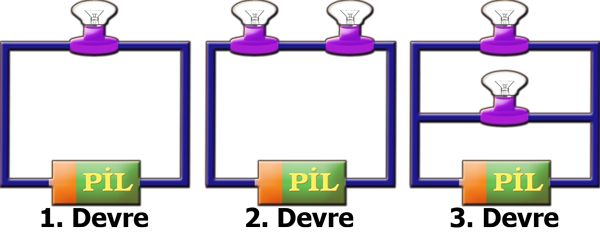 PİL
PİL
PİL
1. Devre
2. Devre
3. Devre